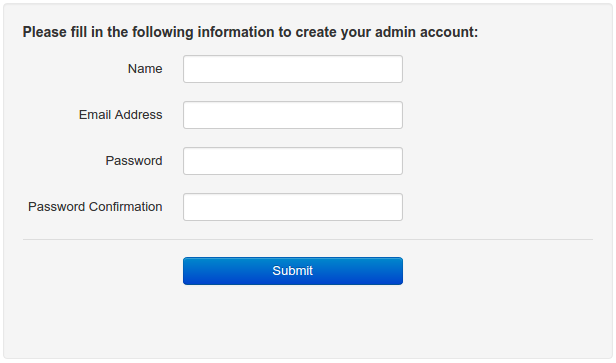 Please fill in the following information to create your admin account:
Name
Email Address
Password
Password Confirmation
Submit